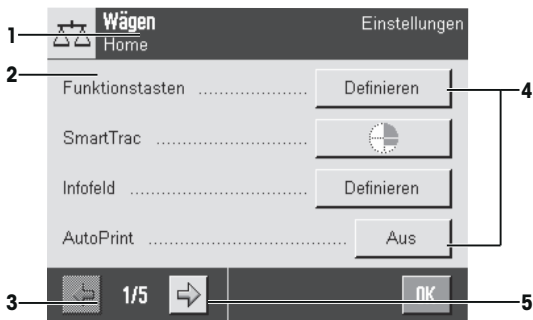 Wägen
Einstellungen
Home
1
2
Funktionstasten .................... Definieren
4
SmartTrac ............................
Infofeld ................................ Definieren
AutoPrint .................................... Aus
3
1/5
OK
5